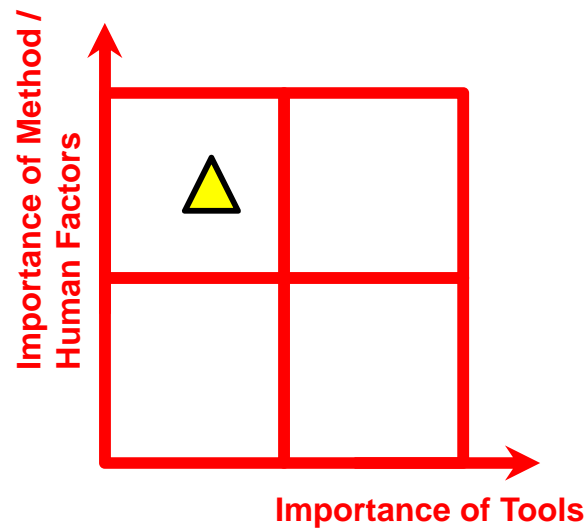 Importance of Method /
Human Factors
Importance of Tools